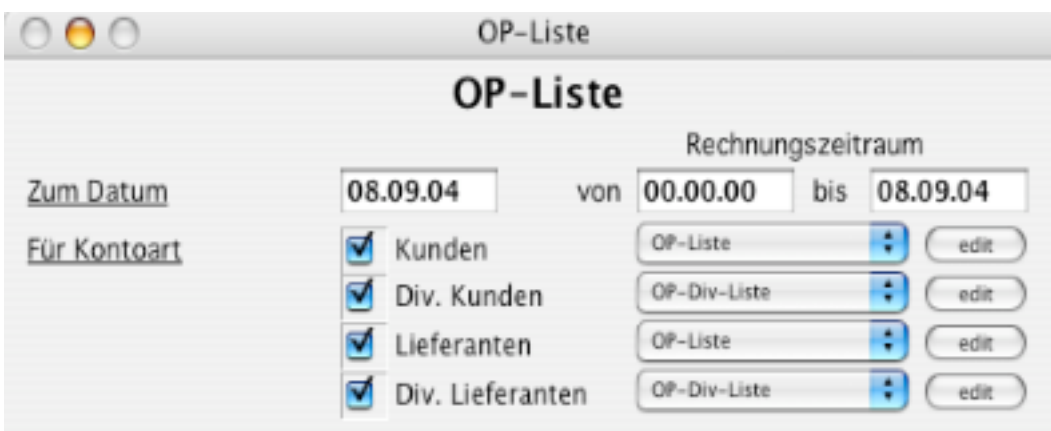 OP-Liste
OP-Liste
Rechnungszeitraum
Zum Datum 08.09.04 von 00.00.00 bis 08.09.04
Für Kontoart Kunden OP-Liste edit
Div. Kunden OP-Div-Liste edit
Lieferanten OP-Liste edit
Div. Lieferanten OP-Div-Liste edit